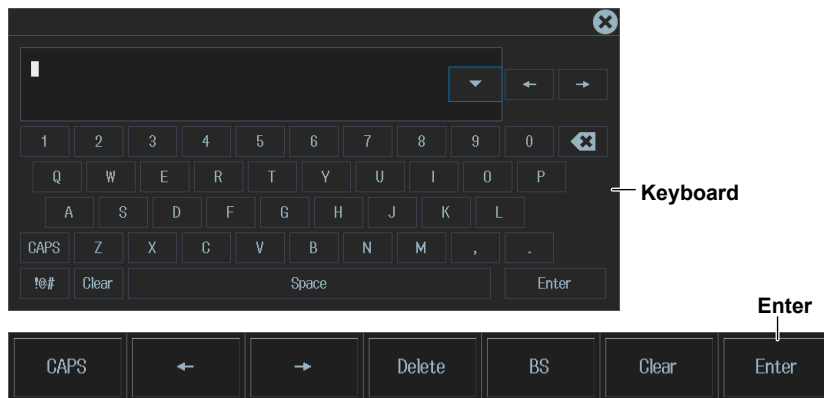 1 2 3 4 5 6 7 8 9 0
Q W E R T Y U I O P
A S D F G H J K L
Keyboard
CAPS Z X C V B N M , .
!@# Clear Space Enter
Enter
CAPS ← → Delete BS Clear Enter